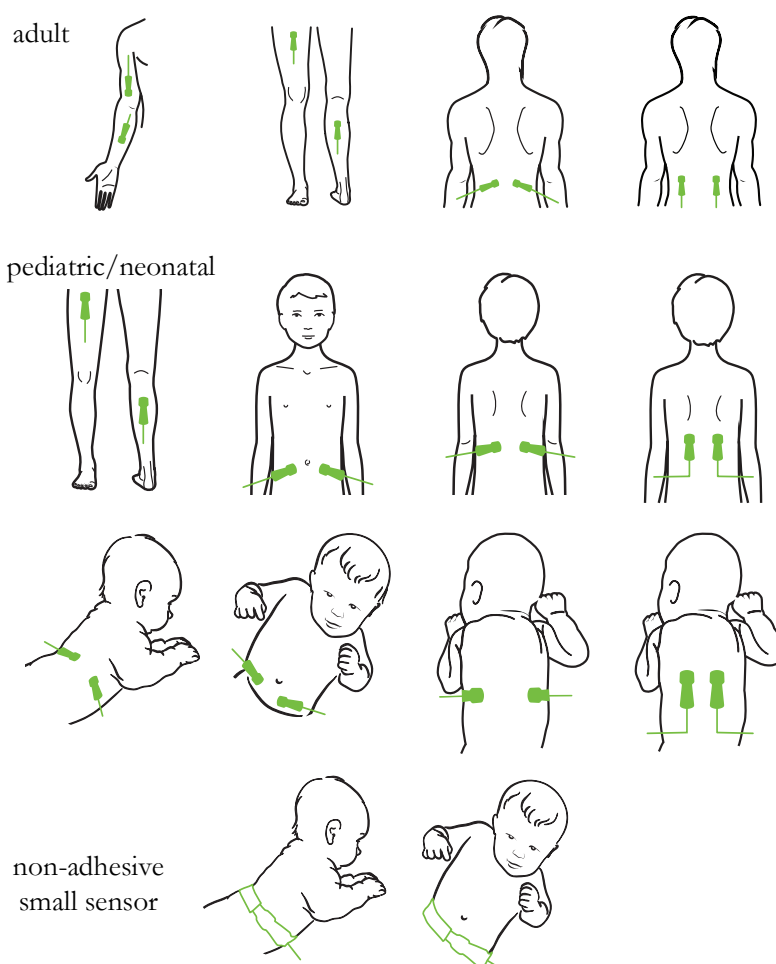 adult
pediatric/neonatal
non-adhesive
small sensor